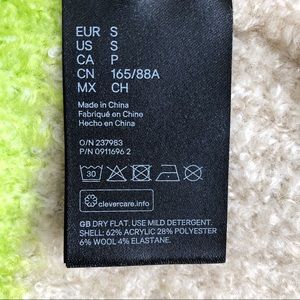 EUR S
US S
CA P
CN 165/88A
MX CH
Made in China
Fabriqué en Chine
Hecho en China
O/N 237983
P/N 0911696 2
30
clevercare.info
GB DRY FLAT. USE MILD DETERGENT.
SHELL: 62% ACRYLIC 28% POLYESTER
6% WOOL 4% ELASTANE.